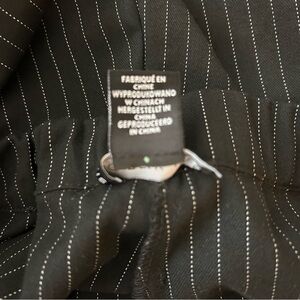 FABRIQUÉ EN
CHINE
WYPRODUKOWANO
W CHINACH
HERGESTELLT IN
CHINA
GEPRODUCEERD
IN CHINA